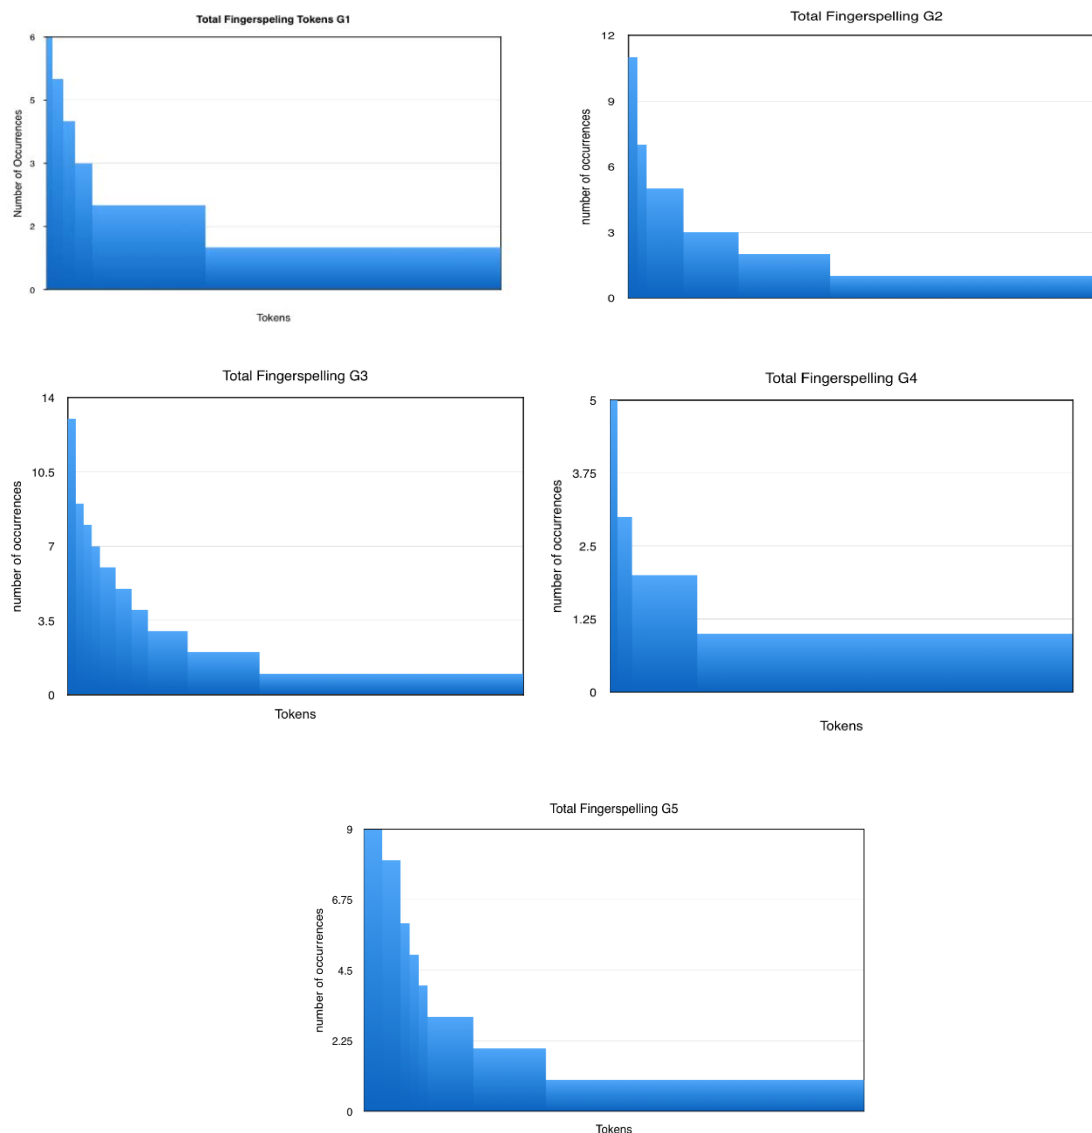 Total Fingerspeling Tokens G1
6
5
3
2
0
Number of Occurrences
Tokens
Total Fingerspelling G2
12
9
6
3
0
number of occurrences
Total Fingerspelling G3
14
10.5
7
3.5
0
number of occurrences
Tokens
Total Fingerspelling G4
5
3.75
2.5
1.25
0
number of occurrences
Tokens
Total Fingerspelling G5
9
6.75
4.5
2.25
0
number of occurrences
Tokens